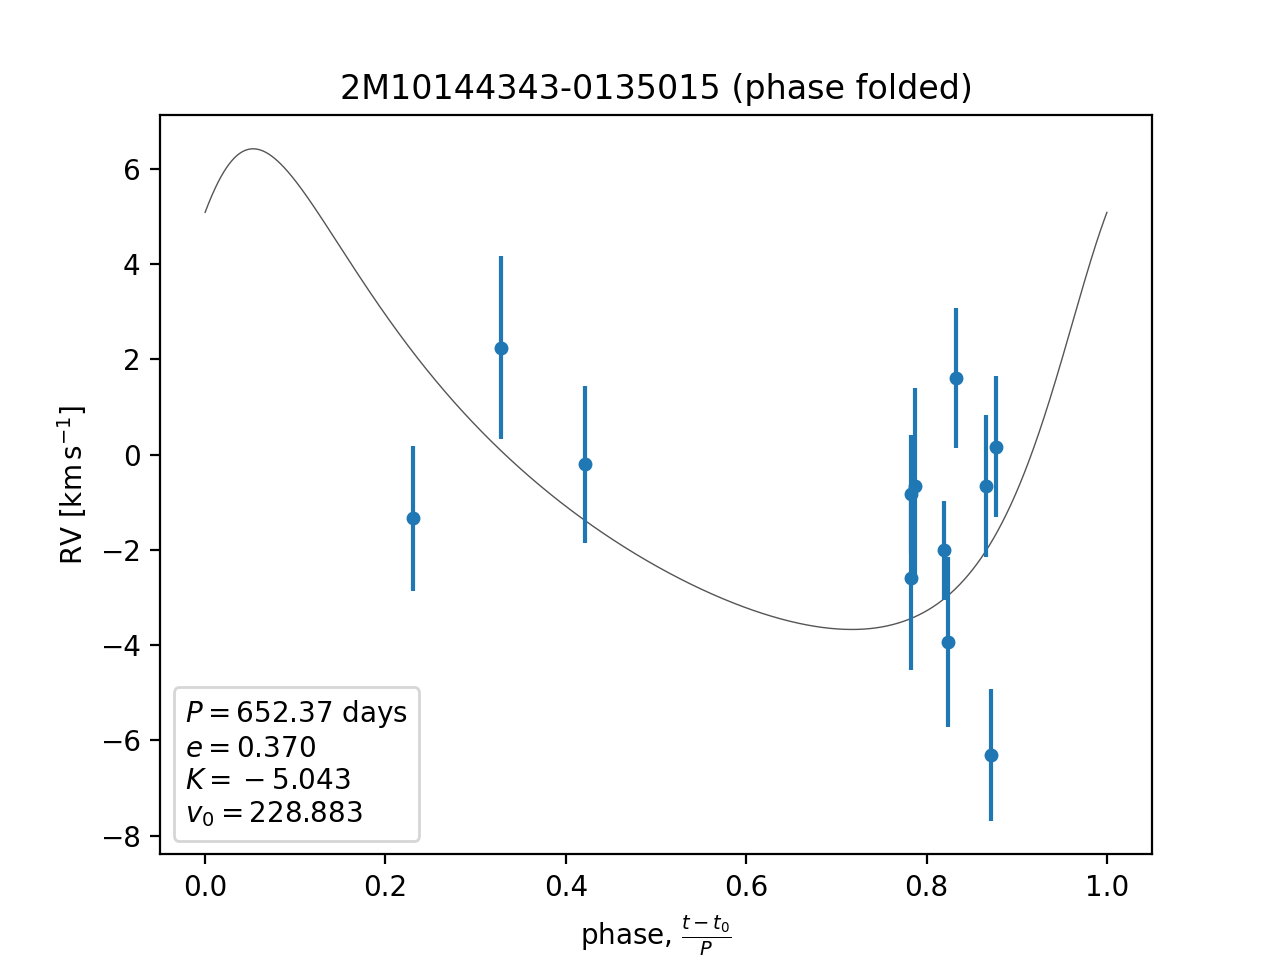 2M10144343-0135015 (phase folded)
RV [km s⁻¹]
6
4
2
0
−2
−4
−6
−8
P = 652.37 days
e = 0.370
K = −5.043
v₀ = 228.883
0.0 0.2 0.4 0.6 0.8 1.0
phase, (t − t₀)/P